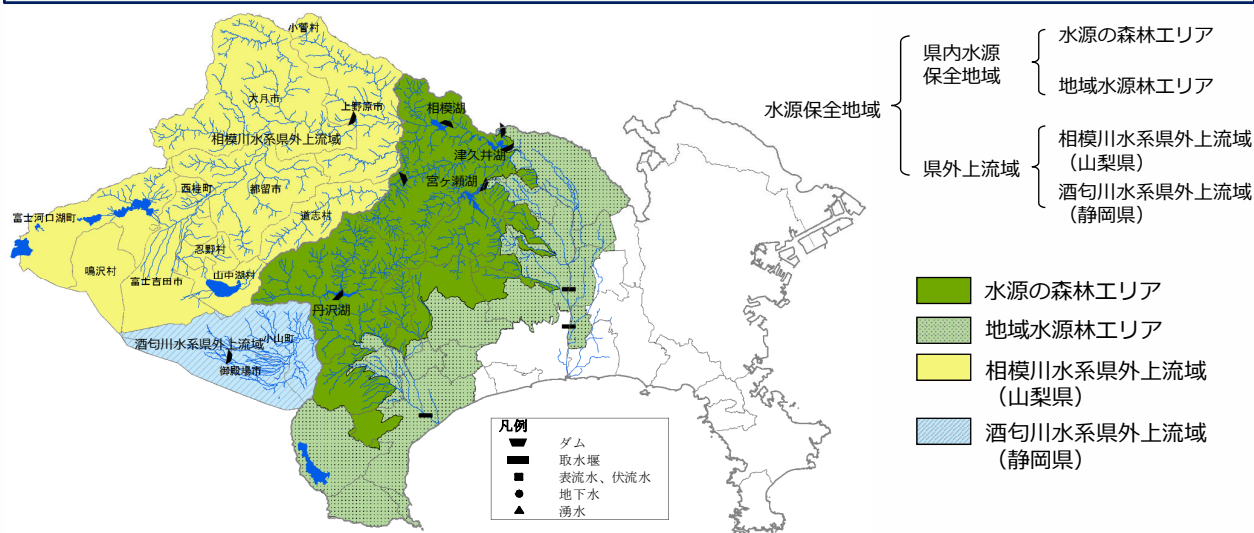 小菅村
大月市
上野原市
相模川水系県外上流域
相模湖
津久井湖
宮ヶ瀬湖
西桂町
都留市
道志村
富士河口湖町
忍野村
鳴沢村
富士吉田市
山中湖村
丹沢湖
酒匂川水系県外上流域
小山町
御殿場市
凡例
ダム
取水堰
表流水、伏流水
地下水
湧水
水源保全地域
県内水源
保全地域
水源の森林エリア
地域水源林エリア
県外上流域
相模川水系県外上流域
（山梨県）
酒匂川水系県外上流域
（静岡県）
水源の森林エリア
地域水源林エリア
相模川水系県外上流域
（山梨県）
酒匂川水系県外上流域
（静岡県）